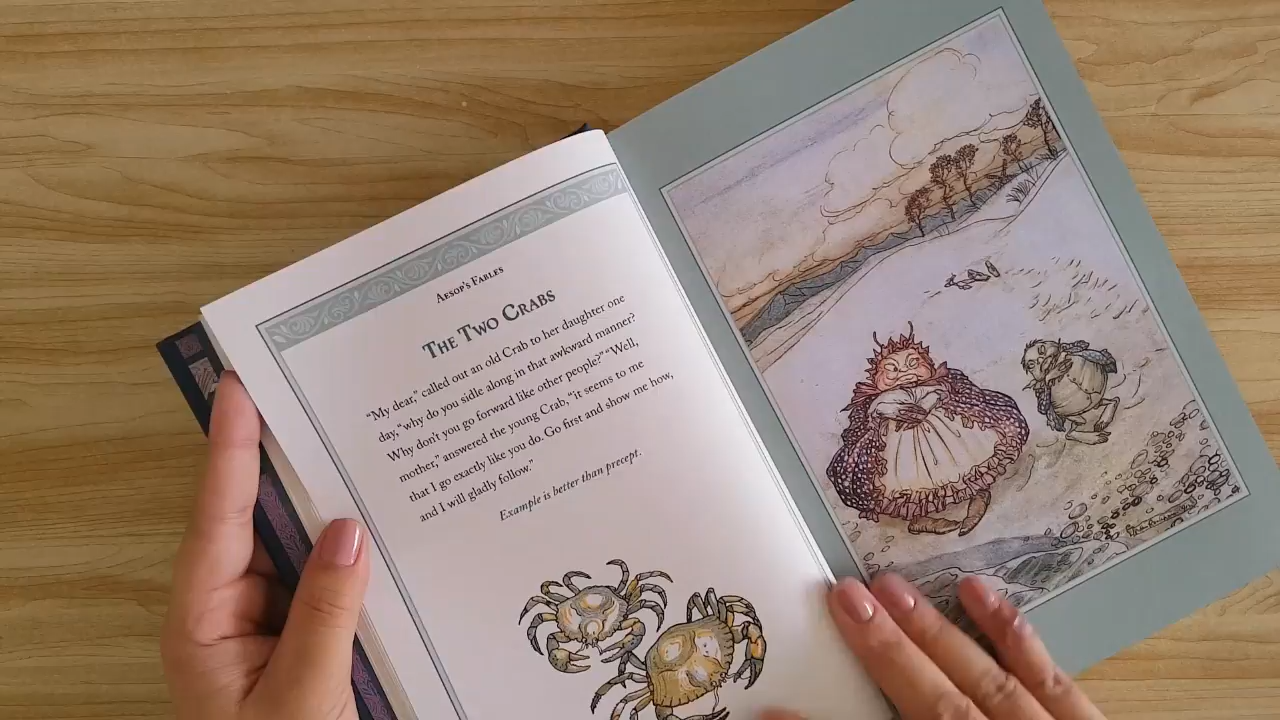 Aesop's Fables
The Two Crabs
"My dear," called out an old Crab to her daughter one
day, "why do you sidle along in that awkward manner?
Why don't you go forward like other people?" "Well,
mother," answered the young Crab, "it seems to me
that I go exactly like you do. Go first and show me how,
and I will gladly follow."
Example is better than precept.